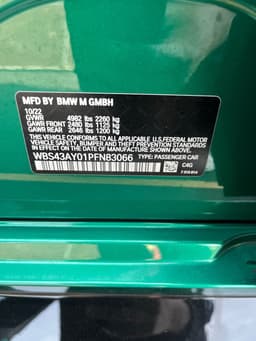 MFD BY BMW M GMBH
10/22
GVWR 4982 lbs 2260 kg
GAWR FRONT 2480 lbs 1125 kg
GAWR REAR 2646 lbs 1200 kg
THIS VEHICLE CONFORMS TO ALL APPLICABLE U.S. FEDERAL MOTOR
VEHICLE SAFETY, BUMPER, AND THEFT PREVENTION STANDARDS IN
EFFECT ON THE DATE OF MANUFACTURE SHOWN ABOVE.
WBS43AY01PFN83066 TYPE: PASSENGER CAR
C4G